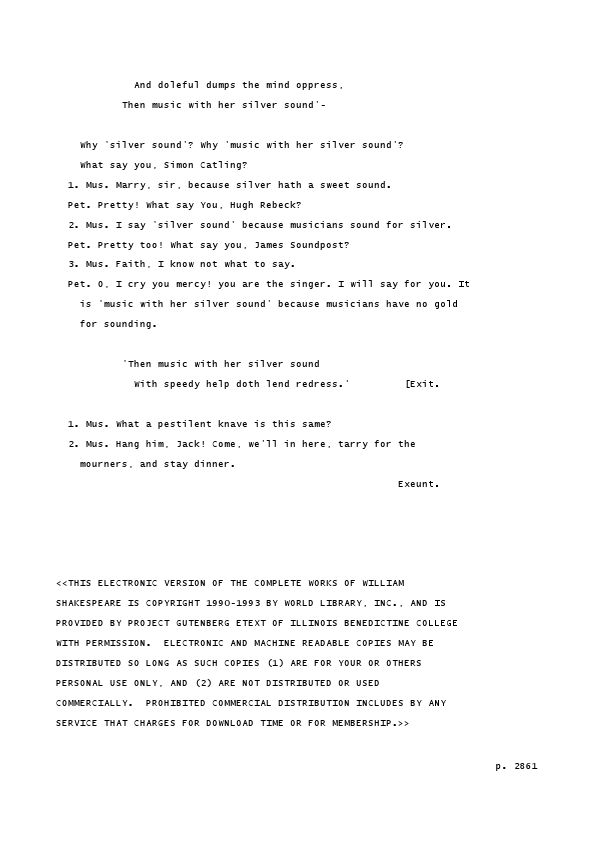 And doleful dumps the mind oppress,
Then music with her silver sound'-
Why 'silver sound'? Why 'music with her silver sound'?
What say you, Simon Catling?
1. Mus. Marry, sir, because silver hath a sweet sound.
Pet. Pretty! What say You, Hugh Rebeck?
2. Mus. I say 'silver sound' because musicians sound for silver.
Pet. Pretty too! What say you, James Soundpost?
3. Mus. Faith, I know not what to say.
Pet. O, I cry you mercy! you are the singer. I will say for you. It
is 'music with her silver sound' because musicians have no gold
for sounding.
'Then music with her silver sound
With speedy help doth lend redress.' [Exit.
1. Mus. What a pestilent knave is this same?
2. Mus. Hang him, Jack! Come, we'll in here, tarry for the
mourners, and stay dinner.
Exeunt.
<<THIS ELECTRONIC VERSION OF THE COMPLETE WORKS OF WILLIAM
SHAKESPEARE IS COPYRIGHT 1990-1993 BY WORLD LIBRARY, INC., AND IS
PROVIDED BY PROJECT GUTENBERG ETEXT OF ILLINOIS BENEDICTINE COLLEGE
WITH PERMISSION. ELECTRONIC AND MACHINE READABLE COPIES MAY BE
DISTRIBUTED SO LONG AS SUCH COPIES (1) ARE FOR YOUR OR OTHERS
PERSONAL USE ONLY, AND (2) ARE NOT DISTRIBUTED OR USED
COMMERCIALLY. PROHIBITED COMMERCIAL DISTRIBUTION INCLUDES BY ANY
SERVICE THAT CHARGES FOR DOWNLOAD TIME OR FOR MEMBERSHIP.>>
p. 2861